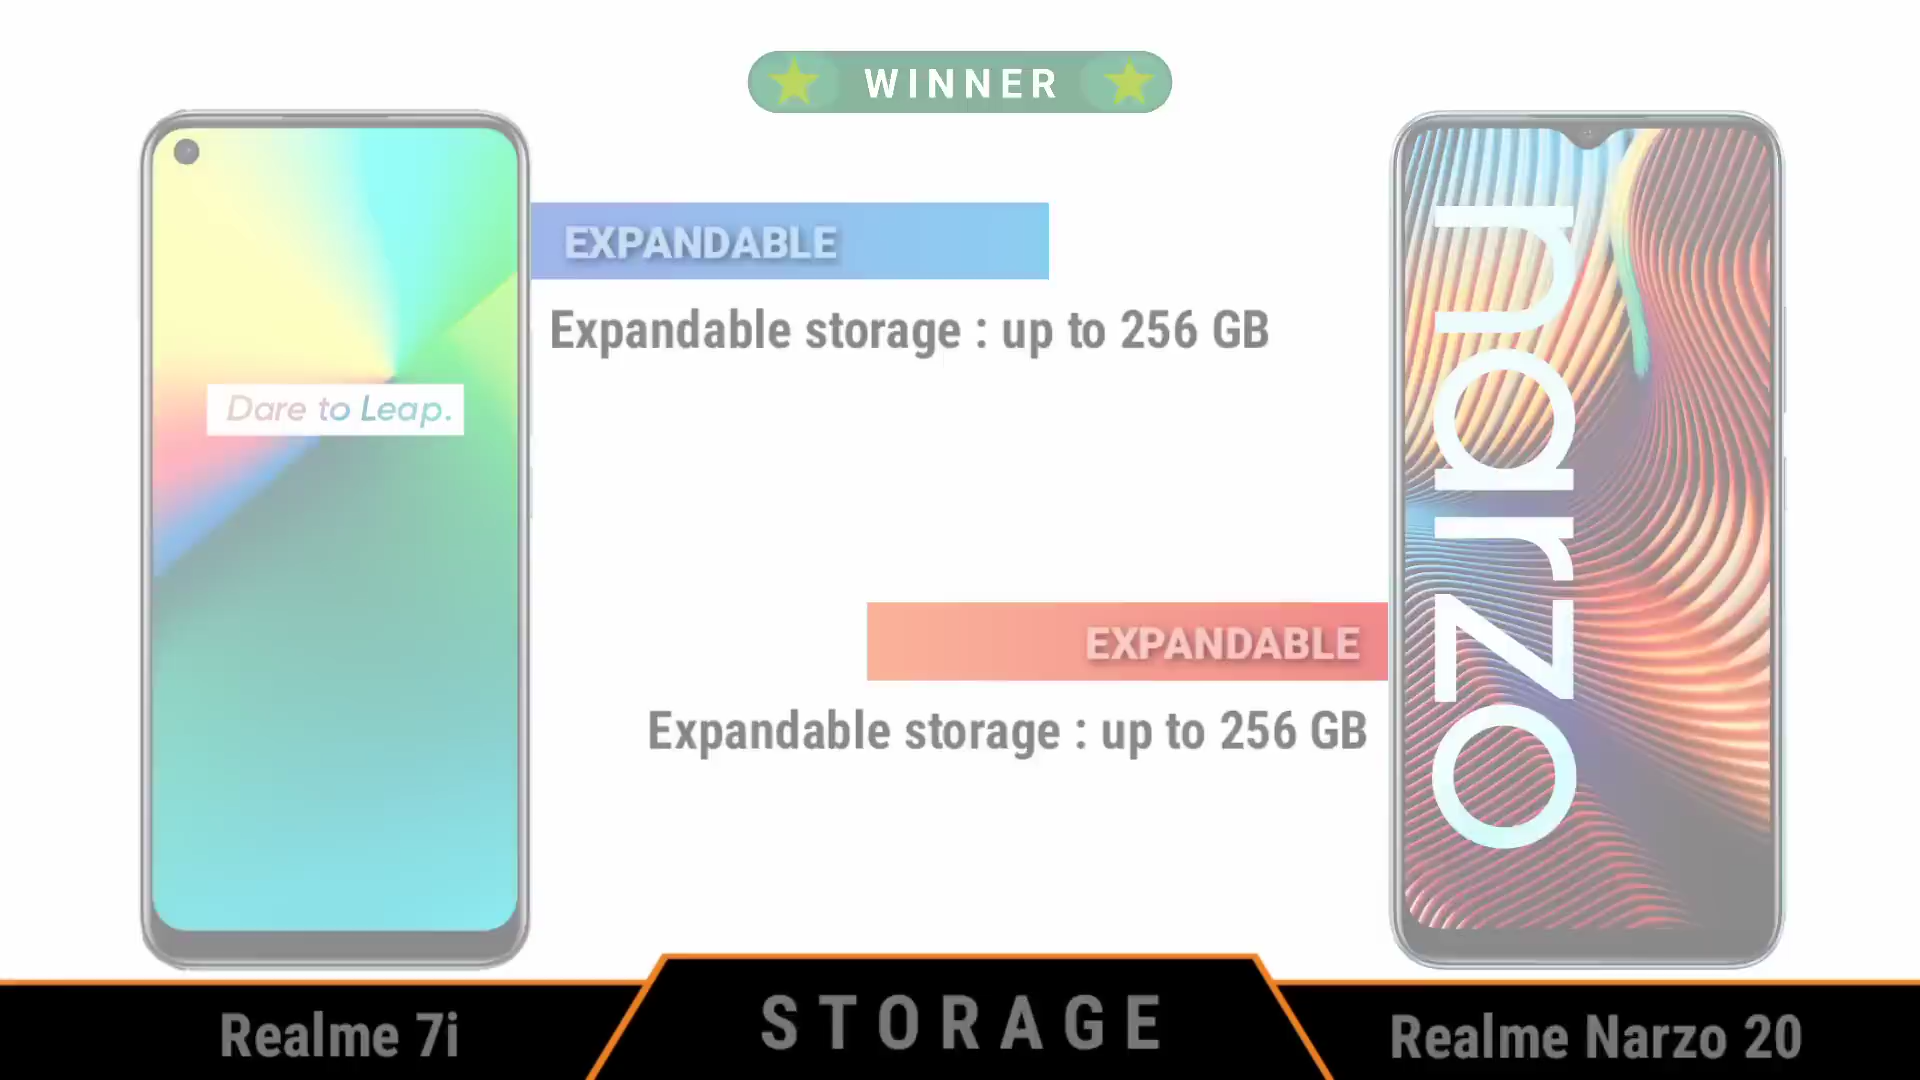 WINNER
EXPANDABLE
Expandable storage : up to 256 GB
Dare to Leap.
narzo
EXPANDABLE
Expandable storage : up to 256 GB
Realme 7i
STORAGE
Realme Narzo 20